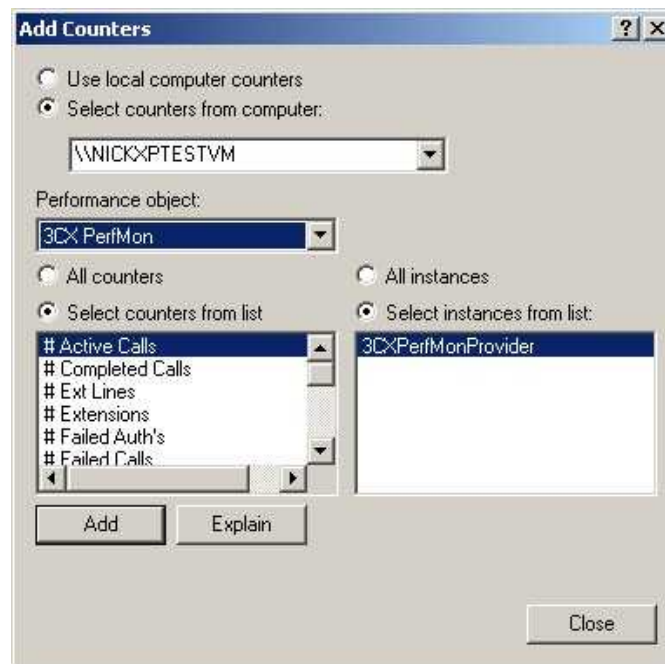 Add Counters
Use local computer counters
Select counters from computer:
\\NICKXPTESTVM
Performance object:
3CX PerfMon
All counters
All instances
Select counters from list
Select instances from list:
# Active Calls
# Completed Calls
# Ext Lines
# Extensions
# Failed Auth's
# Failed Calls
3CXPerfMonProvider
Add
Explain
Close